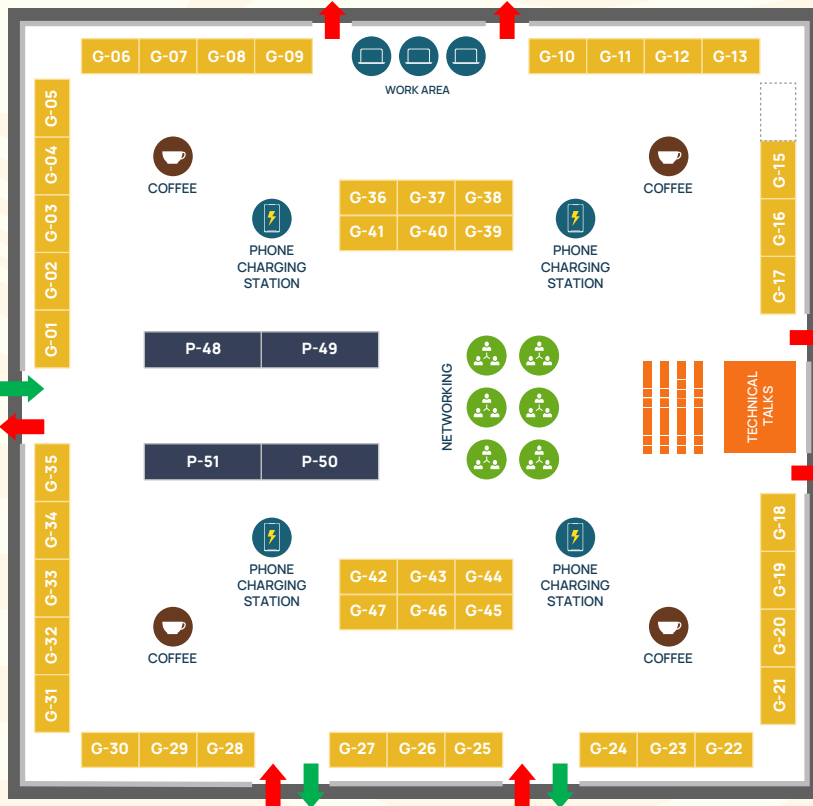 G-06 G-07 G-08 G-09
G-10 G-11 G-12 G-13
WORK AREA
G-05
G-04
G-03
G-02
G-01
COFFEE
COFFEE
G-15
G-16
G-17
G-36 G-37 G-38
G-41 G-40 G-39
PHONE
CHARGING
STATION
PHONE
CHARGING
STATION
P-48 P-49
NETWORKING
TECHNICAL
TALKS
P-51 P-50
G-35
G-34
G-33
G-32
G-31
G-18
G-19
G-20
G-21
PHONE
CHARGING
STATION
G-42 G-43 G-44
G-47 G-46 G-45
PHONE
CHARGING
STATION
COFFEE
COFFEE
G-30 G-29 G-28
G-27 G-26 G-25
G-24 G-23 G-22